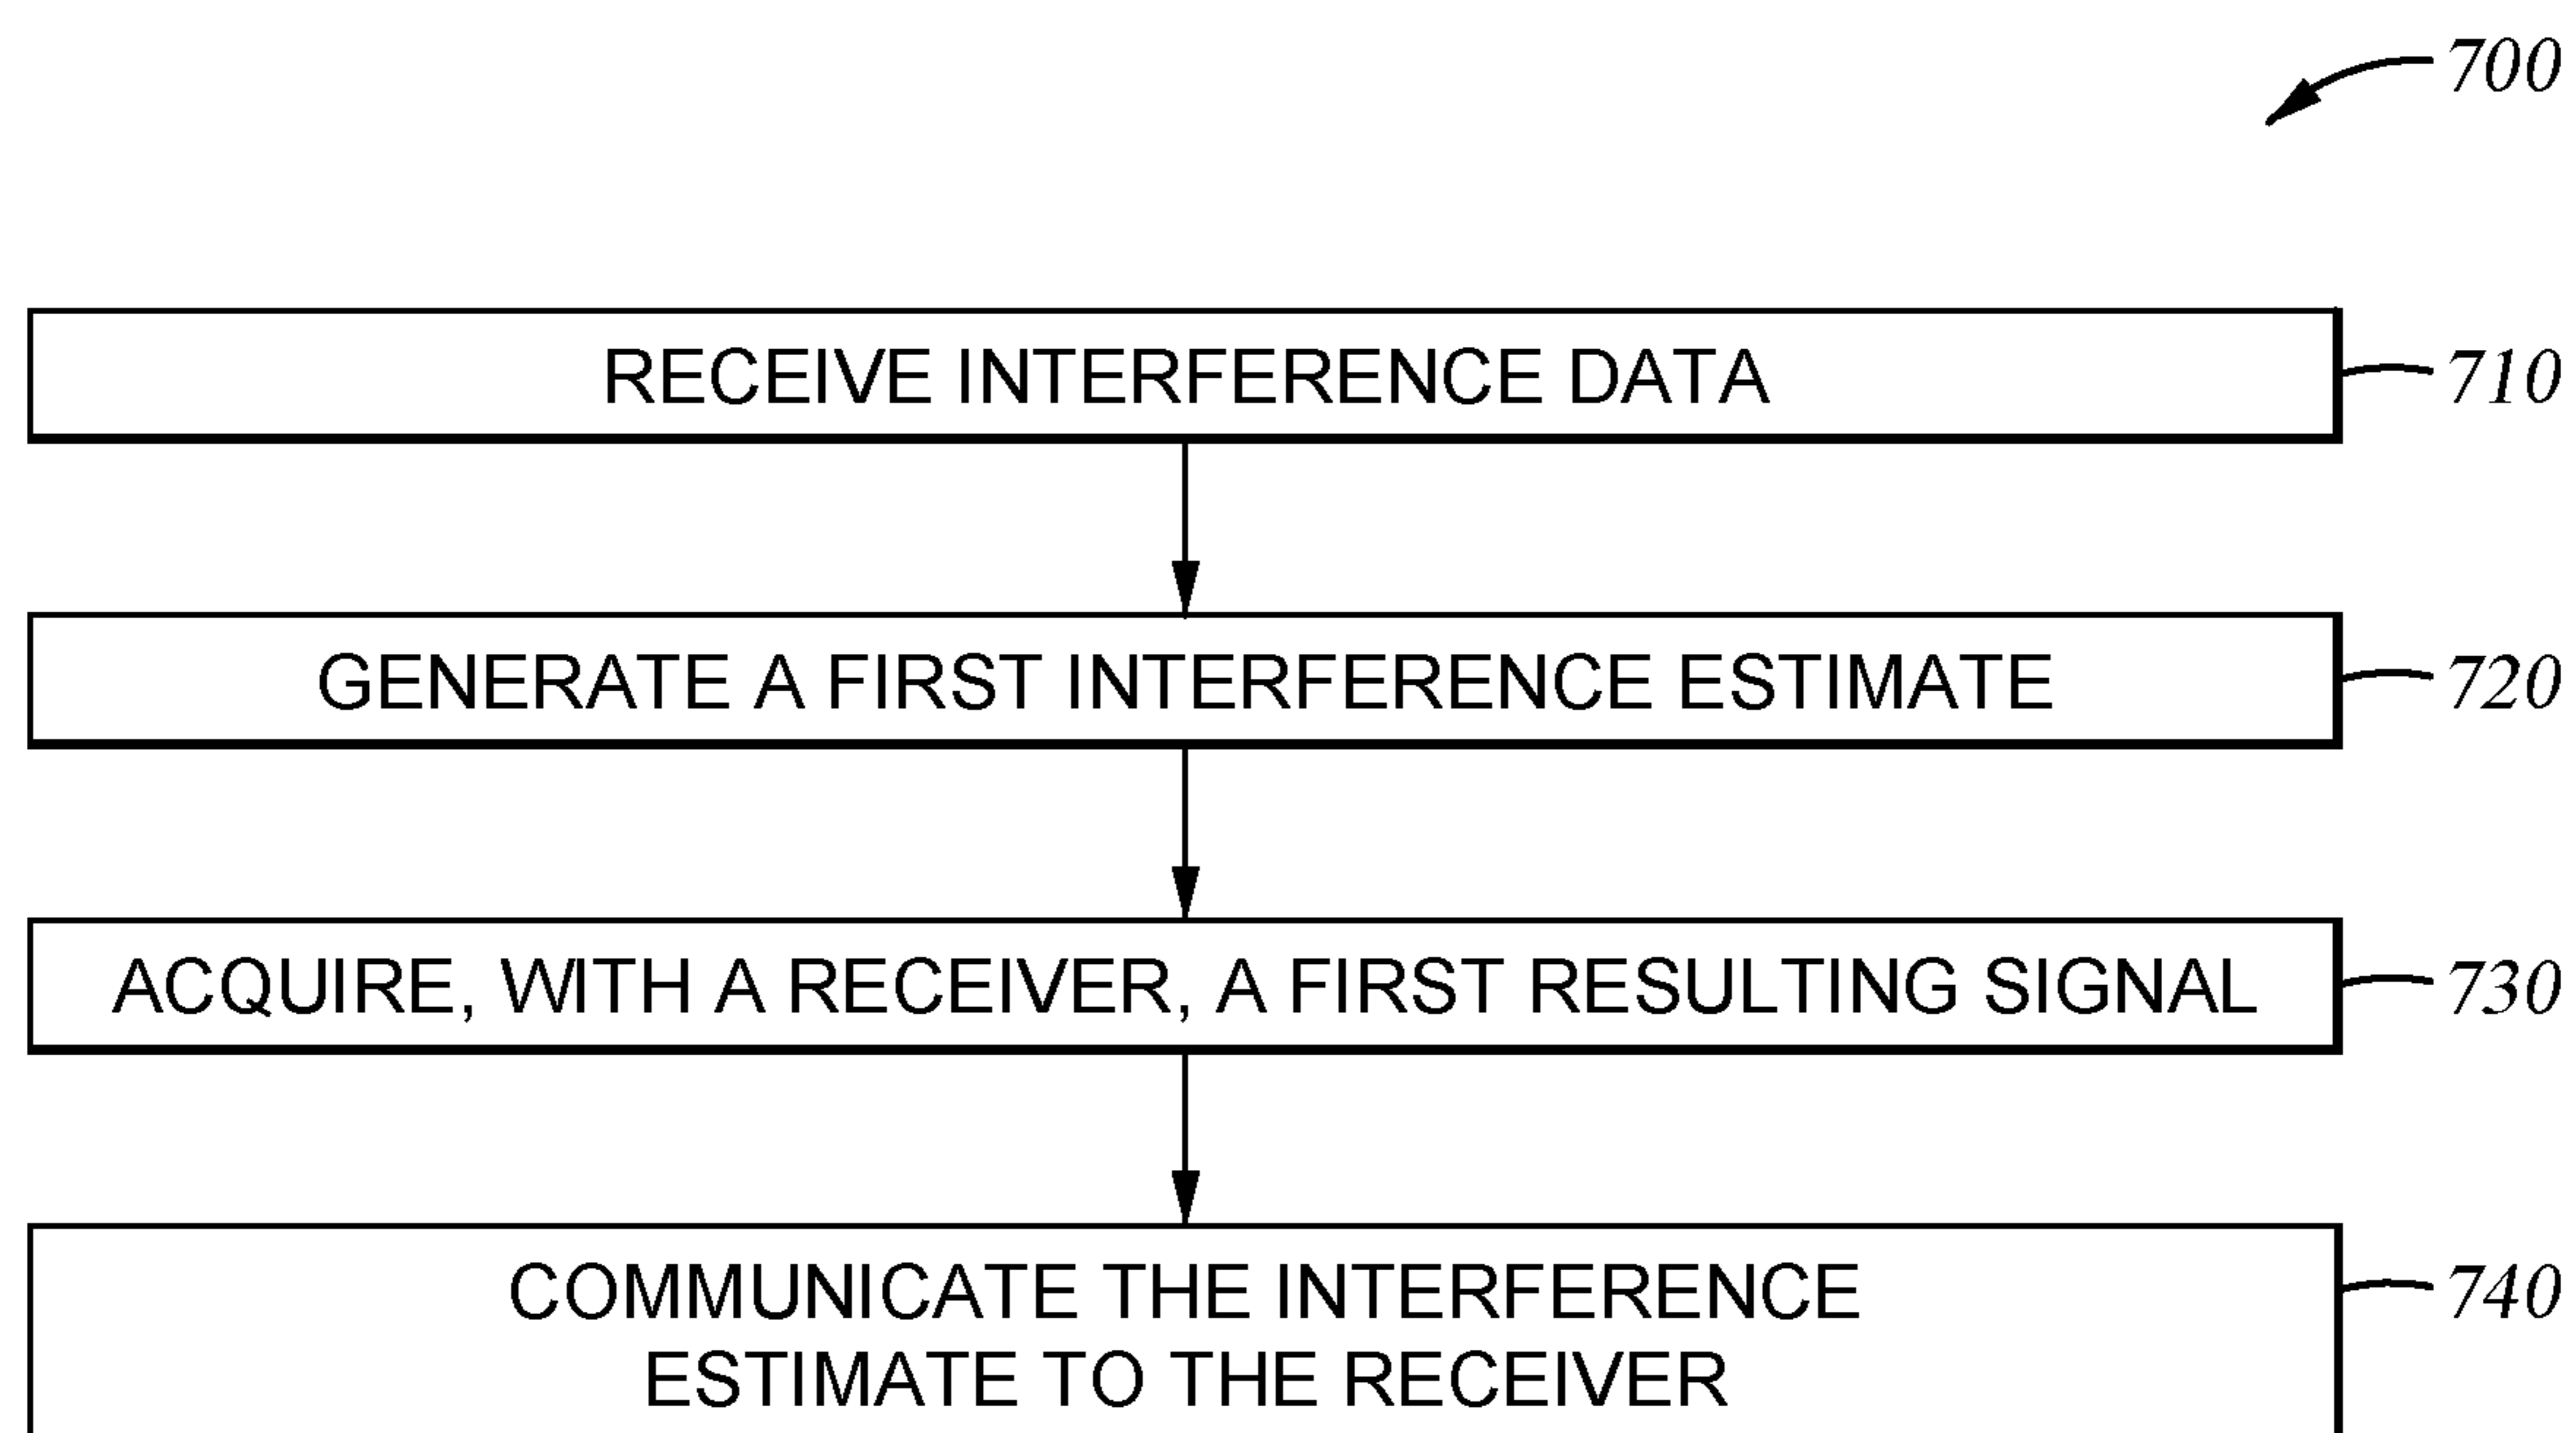 700
RECEIVE INTERFERENCE DATA 710
GENERATE A FIRST INTERFERENCE ESTIMATE 720
ACQUIRE, WITH A RECEIVER, A FIRST RESULTING SIGNAL 730
COMMUNICATE THE INTERFERENCE 740
ESTIMATE TO THE RECEIVER